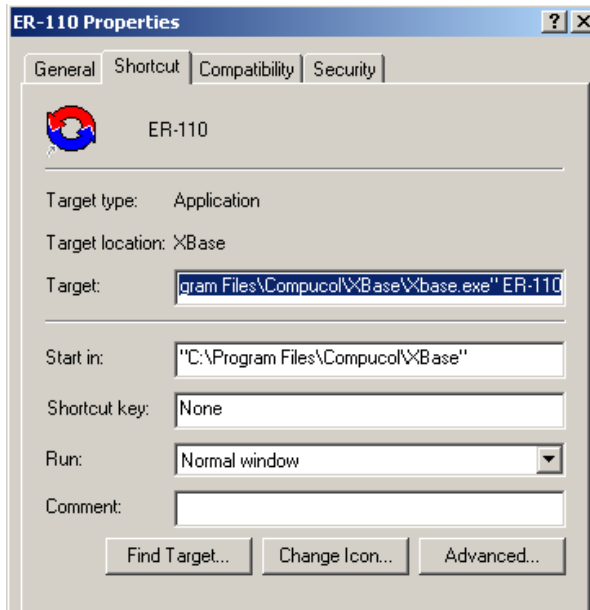 ER-110 Properties
General Shortcut Compatibility Security
ER-110
Target type: Application
Target location: XBase
Target: gram Files\Compucol\XBase\Xbase.exe" ER-110
Start in: "C:\Program Files\Compucol\XBase"
Shortcut key: None
Run: Normal window
Comment:
Find Target... Change Icon... Advanced...